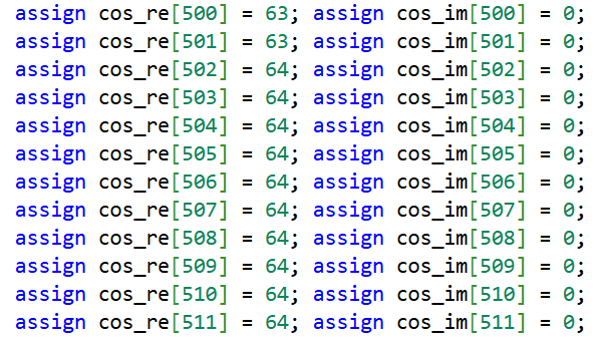 assign cos_re[500] = 63; assign cos_im[500] = 0;
assign cos_re[501] = 63; assign cos_im[501] = 0;
assign cos_re[502] = 64; assign cos_im[502] = 0;
assign cos_re[503] = 64; assign cos_im[503] = 0;
assign cos_re[504] = 64; assign cos_im[504] = 0;
assign cos_re[505] = 64; assign cos_im[505] = 0;
assign cos_re[506] = 64; assign cos_im[506] = 0;
assign cos_re[507] = 64; assign cos_im[507] = 0;
assign cos_re[508] = 64; assign cos_im[508] = 0;
assign cos_re[509] = 64; assign cos_im[509] = 0;
assign cos_re[510] = 64; assign cos_im[510] = 0;
assign cos_re[511] = 64; assign cos_im[511] = 0;